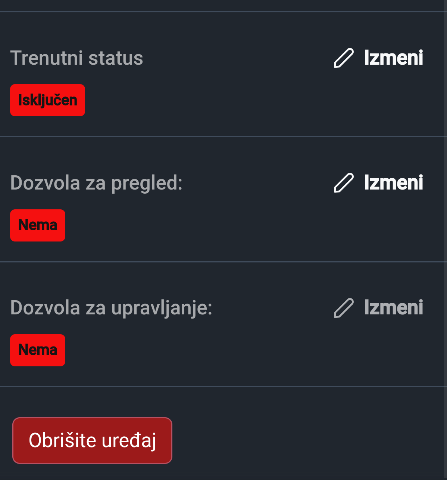 Trenutni status Izmeni
Isključen
Dozvola za pregled: Izmeni
Nema
Dozvola za upravljanje: Izmeni
Nema
Obrišite uređaj